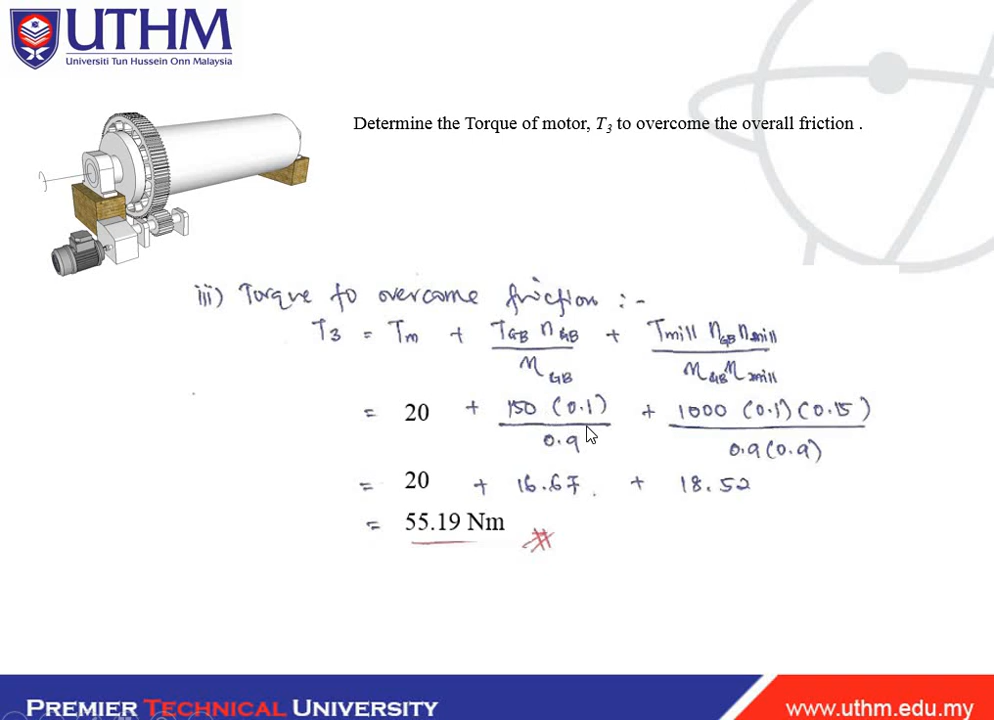 UTHM
Universiti Tun Hussein Onn Malaysia
Determine the Torque of motor, T3 to overcome the overall friction .
iii) Torque to overcome friction :-
T3 = Tm + TGB nGB / ηGB + Tmill nGB nmill / ηGB ηmill
= 20 + 150 (0.1) / 0.9 + 1000 (0.1)(0.15) / 0.9(0.9)
= 20 + 16.67 + 18.52
= 55.19 Nm #
PREMIER TECHNICAL UNIVERSITY
www.uthm.edu.my